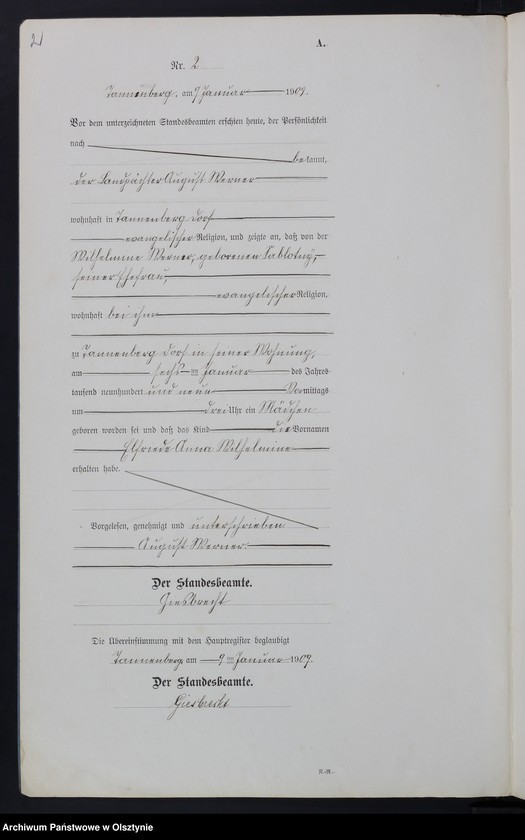 2
A.
Nr. 2
Tannenberg, am 9 Januar 1909.
Vor dem unterzeichneten Standesbeamten erschien heute, der Persönlichkeit
nach
bekannt,
der Landpächter August Werner
wohnhaft in Tannenberg Dorf
evangelischer Religion, und zeigte an, daß von der
Wilhelmine Werner, geborenen Sablotny,
seiner Ehefrau,
evangelischer Religion,
wohnhaft bei ihm
zu Tannenberg Dorf in seiner Wohnung,
am sechsten Januar des Jahres
tausend neunhundert und neun Vormittags
um drei Uhr ein Mädchen
geboren worden sei und daß das Kind die Vornamen
Elfriede Anna Wilhelmine
erhalten habe.
Vorgelesen, genehmigt und unterschrieben
August Werner.
Der Standesbeamte.
Giesbrecht
Die Übereinstimmung mit dem Hauptregister beglaubigt
Tannenberg am 9 ten Januar 1909.
Der Standesbeamte.
Giesbrecht
Archiwum Państwowe w Olsztynie